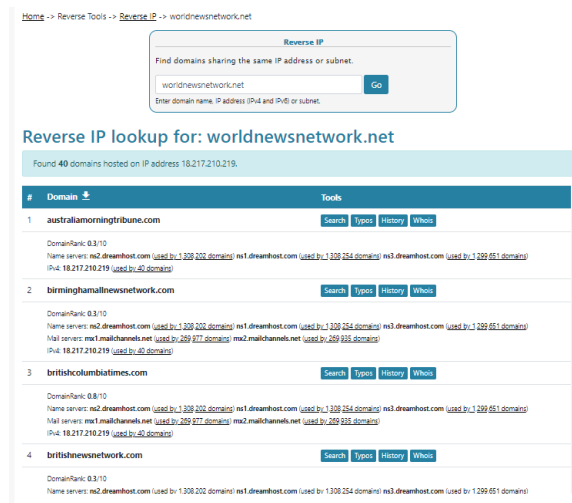 Home -> Reverse Tools -> Reverse IP -> worldnewsnetwork.net
Reverse IP
Find domains sharing the same IP address or subnet.
worldnewsnetwork.net Go
Enter domain name, IP address (IPv4 and IPv6) or subnet.
Reverse IP lookup for: worldnewsnetwork.net
Found 40 domains hosted on IP address 18.217.210.219.
# Domain Tools
1 australiamorningtribune.com Search Typos History Whois
DomainRank: 0.3/10
Name servers: ns2.dreamhost.com (used by 1,308,202 domains) ns1.dreamhost.com (used by 1,308,254 domains) ns3.dreamhost.com (used by 1,299,651 domains)
IPv4: 18.217.210.219 (used by 40 domains)
2 birminghamallnewsnetwork.com Search Typos History Whois
DomainRank: 0.3/10
Name servers: ns2.dreamhost.com (used by 1,308,202 domains) ns1.dreamhost.com (used by 1,308,254 domains) ns3.dreamhost.com (used by 1,299,651 domains)
Mail servers: mx1.mailchannels.net (used by 269,977 domains) mx2.mailchannels.net (used by 269,935 domains)
IPv4: 18.217.210.219 (used by 40 domains)
3 britishcolumbiatimes.com Search Typos History Whois
DomainRank: 0.8/10
Name servers: ns2.dreamhost.com (used by 1,308,202 domains) ns1.dreamhost.com (used by 1,308,254 domains) ns3.dreamhost.com (used by 1,299,651 domains)
Mail servers: mx1.mailchannels.net (used by 269,977 domains) mx2.mailchannels.net (used by 269,935 domains)
IPv4: 18.217.210.219 (used by 40 domains)
4 britishnewsnetwork.com Search Typos History Whois
DomainRank: 0.3/10
Name servers: ns2.dreamhost.com (used by 1,308,202 domains) ns1.dreamhost.com (used by 1,308,254 domains) ns3.dreamhost.com (used by 1,299,651 domains)